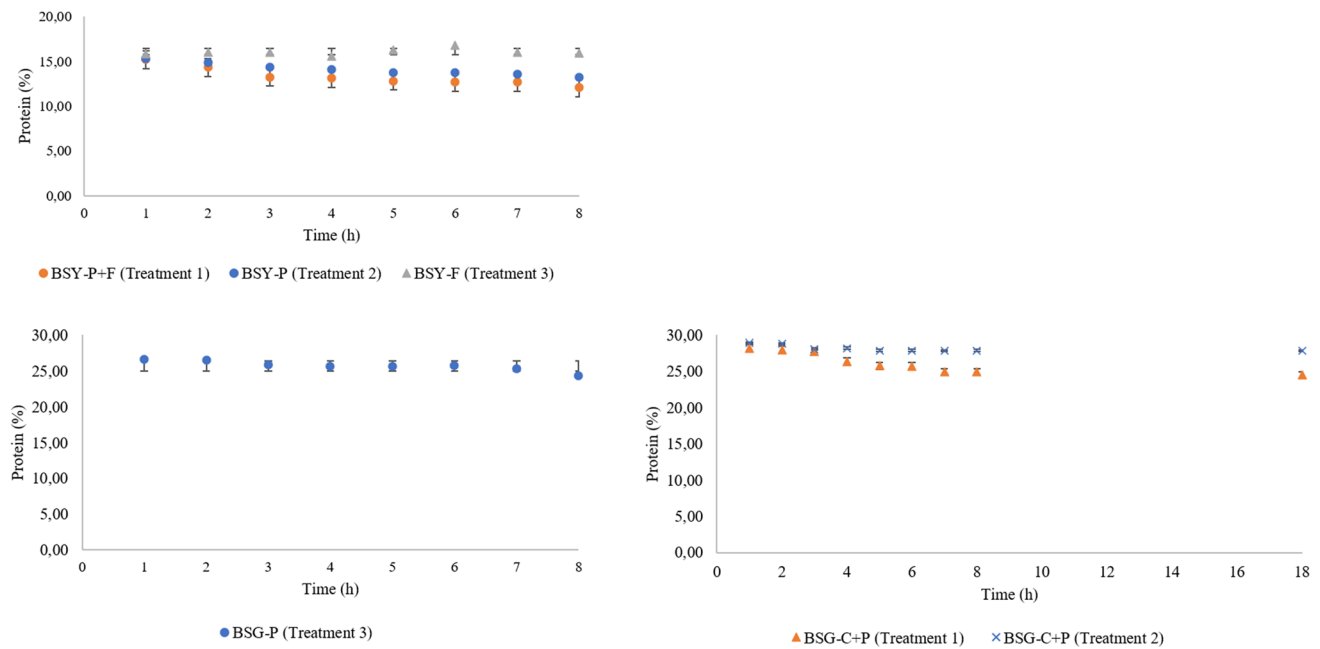 20,00
15,00
10,00
5,00
0,00
Protein (%)
0 1 2 3 4 5 6 7 8
Time (h)
BSY-P+F (Treatment 1) BSY-P (Treatment 2) BSY-F (Treatment 3)
30,00
25,00
20,00
15,00
10,00
5,00
0,00
Protein (%)
0 1 2 3 4 5 6 7 8
Time (h)
BSG-P (Treatment 3)
30,00
25,00
20,00
15,00
10,00
5,00
0,00
Protein (%)
0 2 4 6 8 10 12 14 16 18
Time (h)
BSG-C+P (Treatment 1) BSG-C+P (Treatment 2)